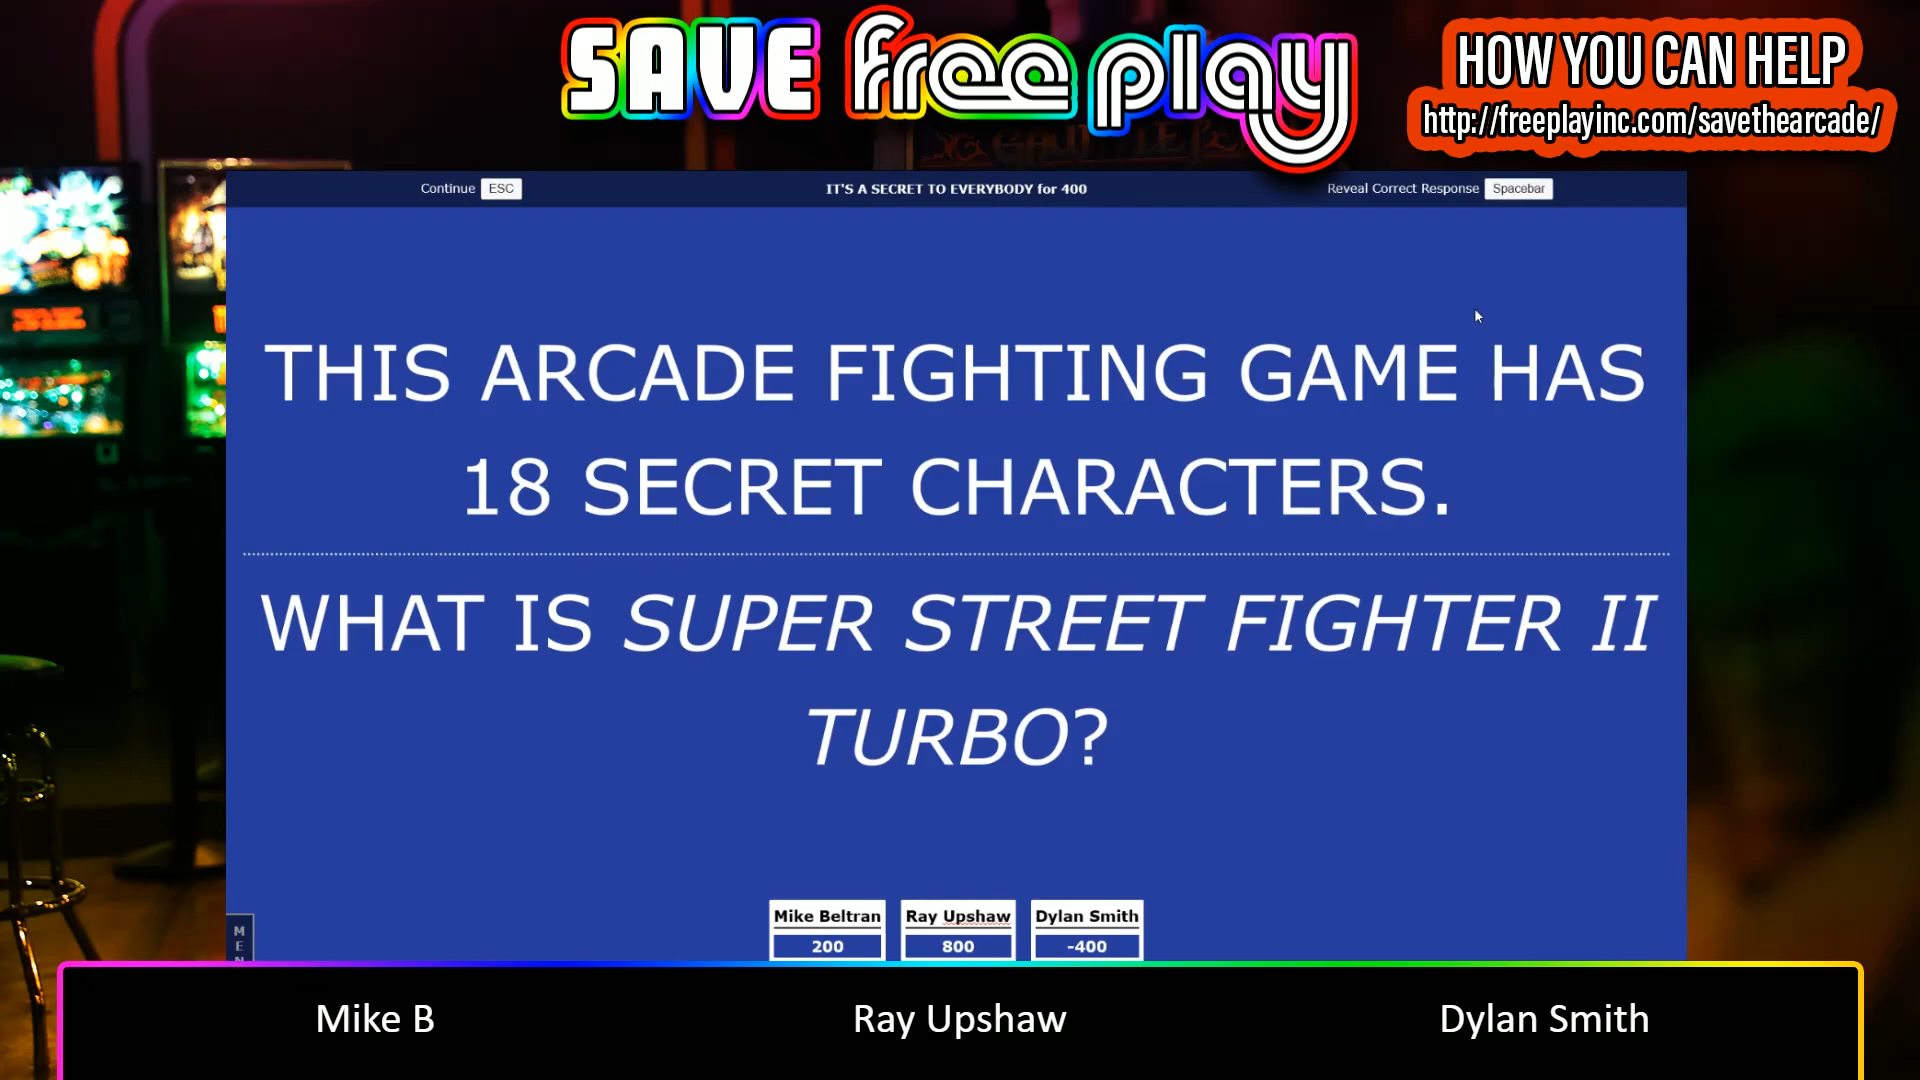 SAVE free play
HOW YOU CAN HELP
http://freeplayinc.com/savethearcade/
Continue ESC
IT'S A SECRET TO EVERYBODY for 400
Reveal Correct Response Spacebar
THIS ARCADE FIGHTING GAME HAS
18 SECRET CHARACTERS.
WHAT IS SUPER STREET FIGHTER II
TURBO?
Mike Beltran Ray Upshaw Dylan Smith
200 800 -400
M
E
N
Mike B Ray Upshaw Dylan Smith